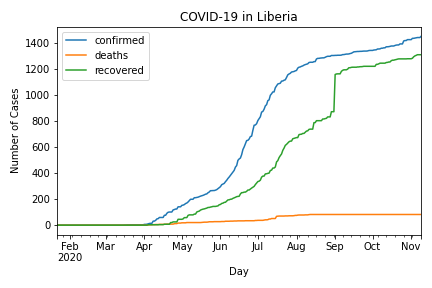 COVID-19 in Liberia
confirmed
deaths
recovered
Number of Cases
1400
1200
1000
800
600
400
200
0
Feb Mar Apr May Jun Jul Aug Sep Oct Nov
2020
Day